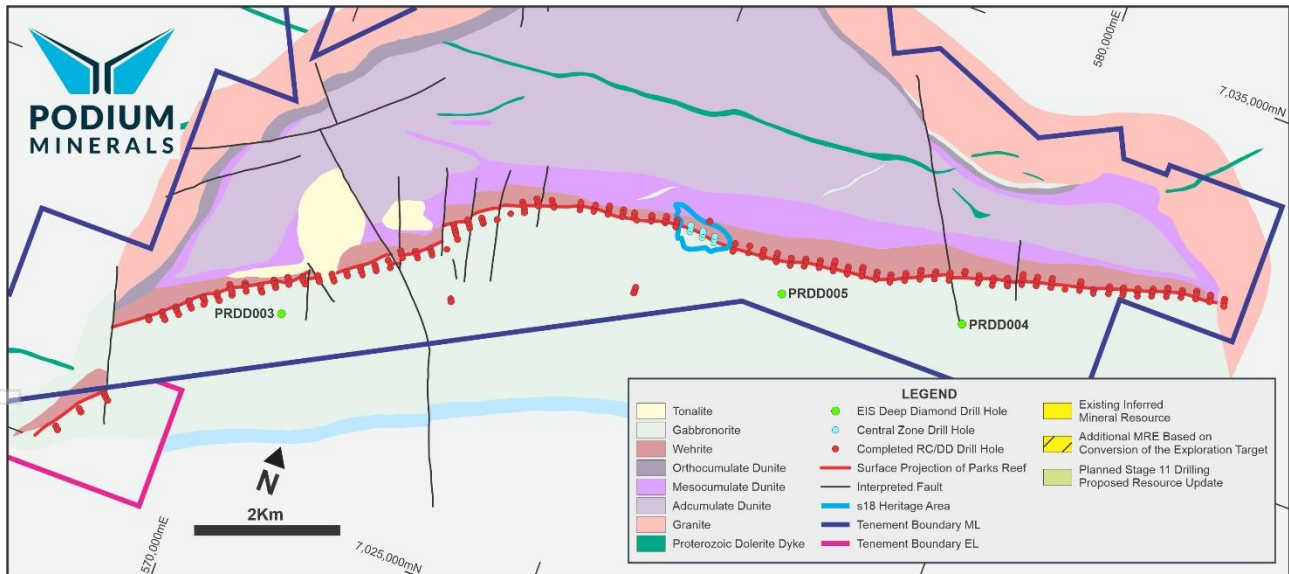 PODIUM
MINERALS
580,000mE
7,035,000mN
PRDD003
PRDD005
PRDD004
N
2Km
570,000mE
7,025,000mN
LEGEND
Tonalite
Gabbronorite
Wehrite
Orthocumulate Dunite
Mesocumulate Dunite
Adcumulate Dunite
Granite
Proterozoic Dolerite Dyke
EIS Deep Diamond Drill Hole
Central Zone Drill Hole
Completed RC/DD Drill Hole
Surface Projection of Parks Reef
Interpreted Fault
s18 Heritage Area
Tenement Boundary ML
Tenement Boundary EL
Existing Inferred
Mineral Resource
Additional MRE Based on
Conversion of the Exploration Target
Planned Stage 11 Drilling
Proposed Resource Update